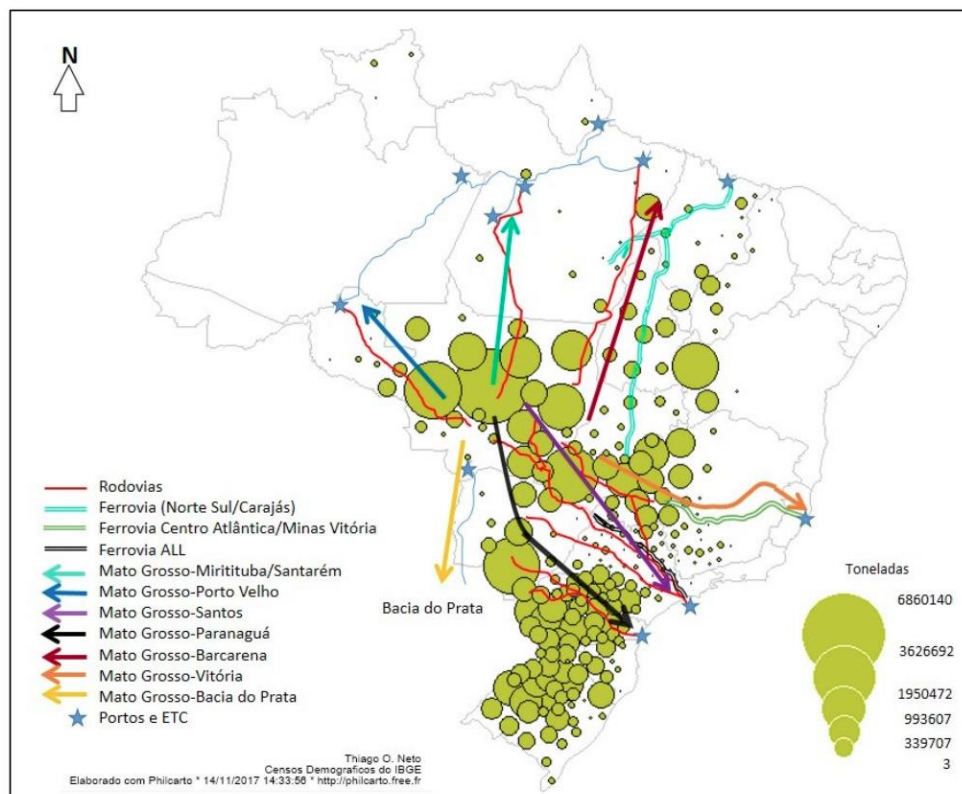 N
Rodovias
Ferrovia (Norte Sul/Carajás)
Ferrovia Centro Atlântica/Minas Vitória
Ferrovia ALL
Mato Grosso-Miritituba/Santarém
Mato Grosso-Porto Velho
Mato Grosso-Santos
Mato Grosso-Paranaguá
Mato Grosso-Barcarena
Mato Grosso-Vitória
Mato Grosso-Bacia do Prata
Portos e ETC
Bacia do Prata
Toneladas
6860140
3626692
1950472
993607
339707
3
Thiago O. Neto
Censos Demograficos do IBGE
Elaborado com Philcarto * 14/11/2017 14:33:56 * http://philcarto.free.fr